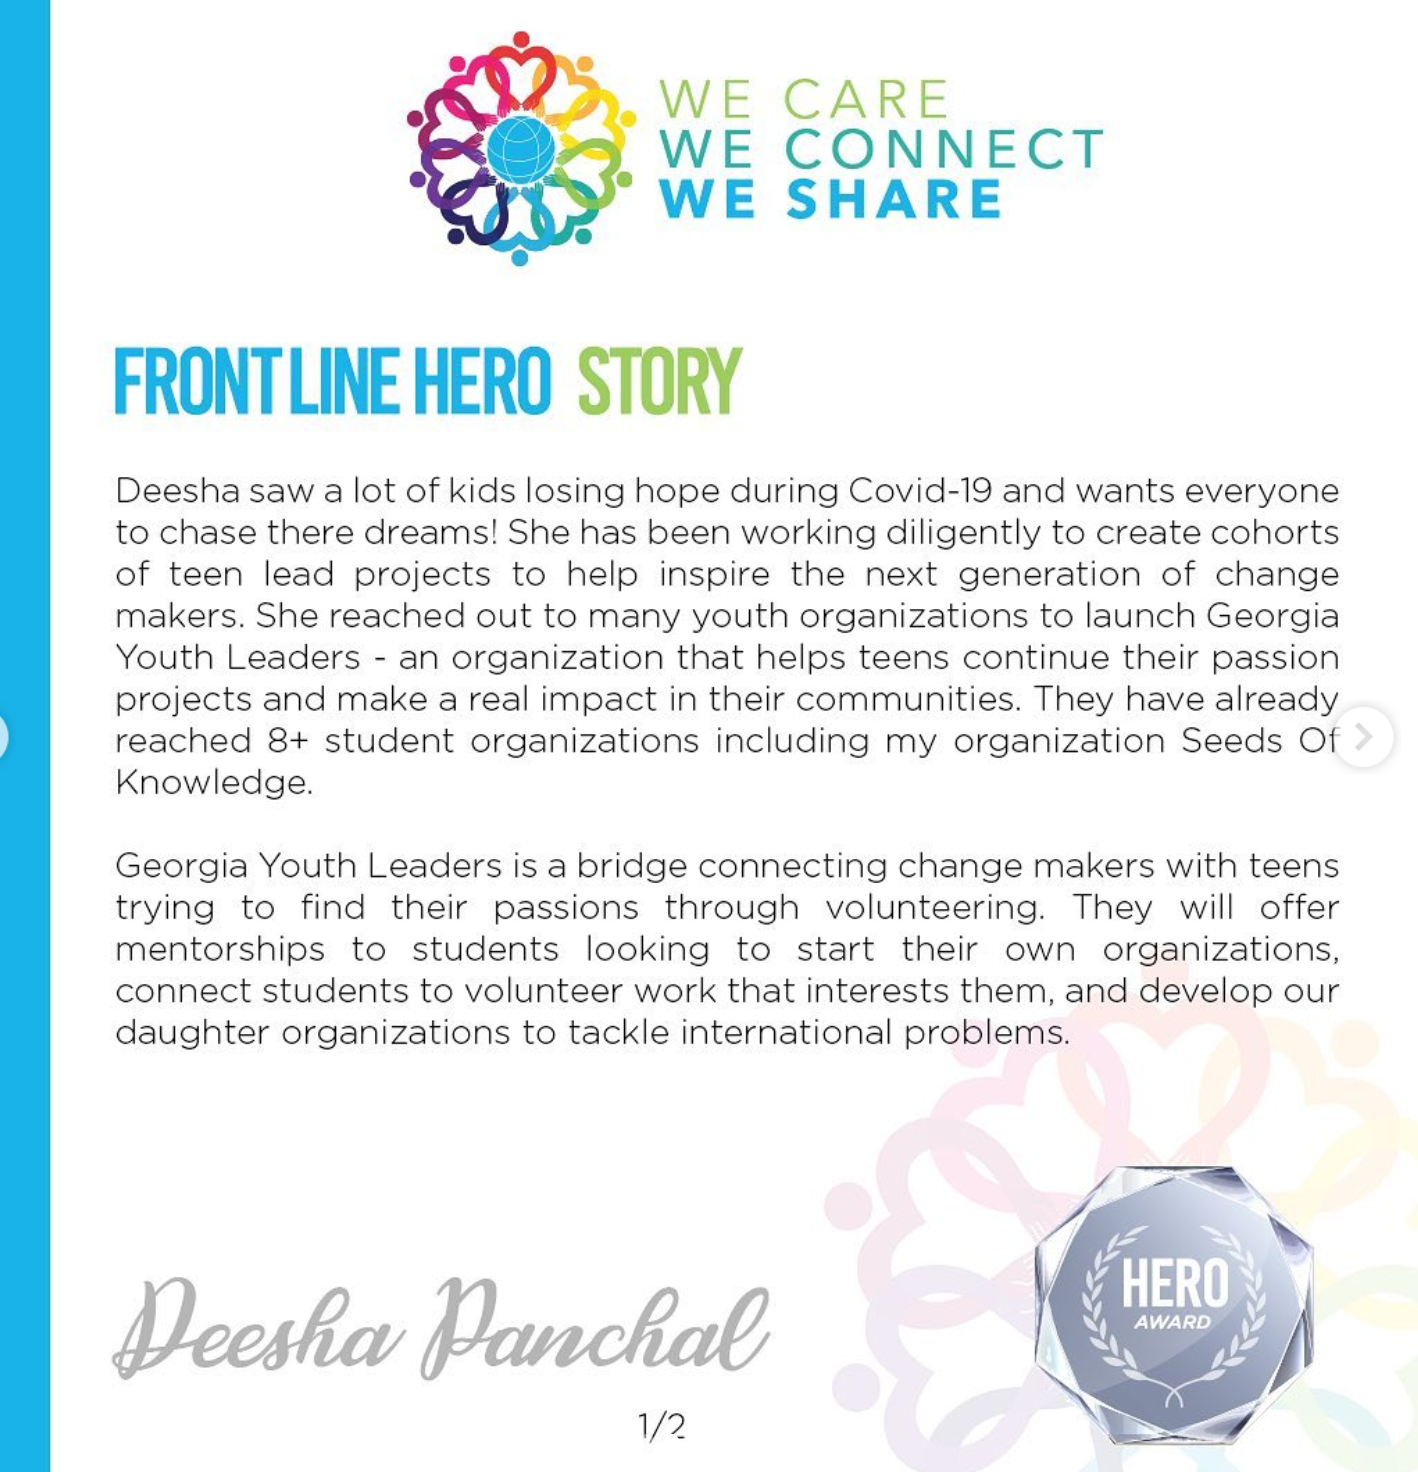 WE CARE
WE CONNECT
WE SHARE
FRONT LINE HERO STORY
Deesha saw a lot of kids losing hope during Covid-19 and wants everyone
to chase there dreams! She has been working diligently to create cohorts
of teen lead projects to help inspire the next generation of change
makers. She reached out to many youth organizations to launch Georgia
Youth Leaders - an organization that helps teens continue their passion
projects and make a real impact in their communities. They have already
reached 8+ student organizations including my organization Seeds Of
Knowledge.
Georgia Youth Leaders is a bridge connecting change makers with teens
trying to find their passions through volunteering. They will offer
mentorships to students looking to start their own organizations,
connect students to volunteer work that interests them, and develop our
daughter organizations to tackle international problems.
Deesha Panchal
HERO
AWARD
1/2